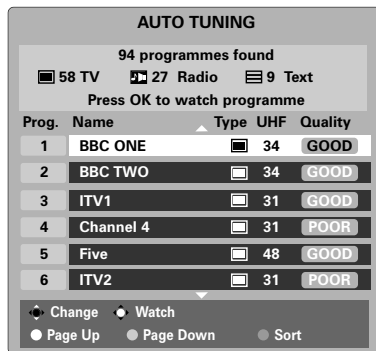 AUTO TUNING
94 programmes found
58 TV 27 Radio 9 Text
Press OK to watch programme
Prog. Name Type UHF Quality
1 BBC ONE 34 GOOD
2 BBC TWO 34 GOOD
3 ITV1 31 GOOD
4 Channel 4 31 POOR
5 Five 48 GOOD
6 ITV2 31 POOR
Change Watch
Page Up Page Down Sort